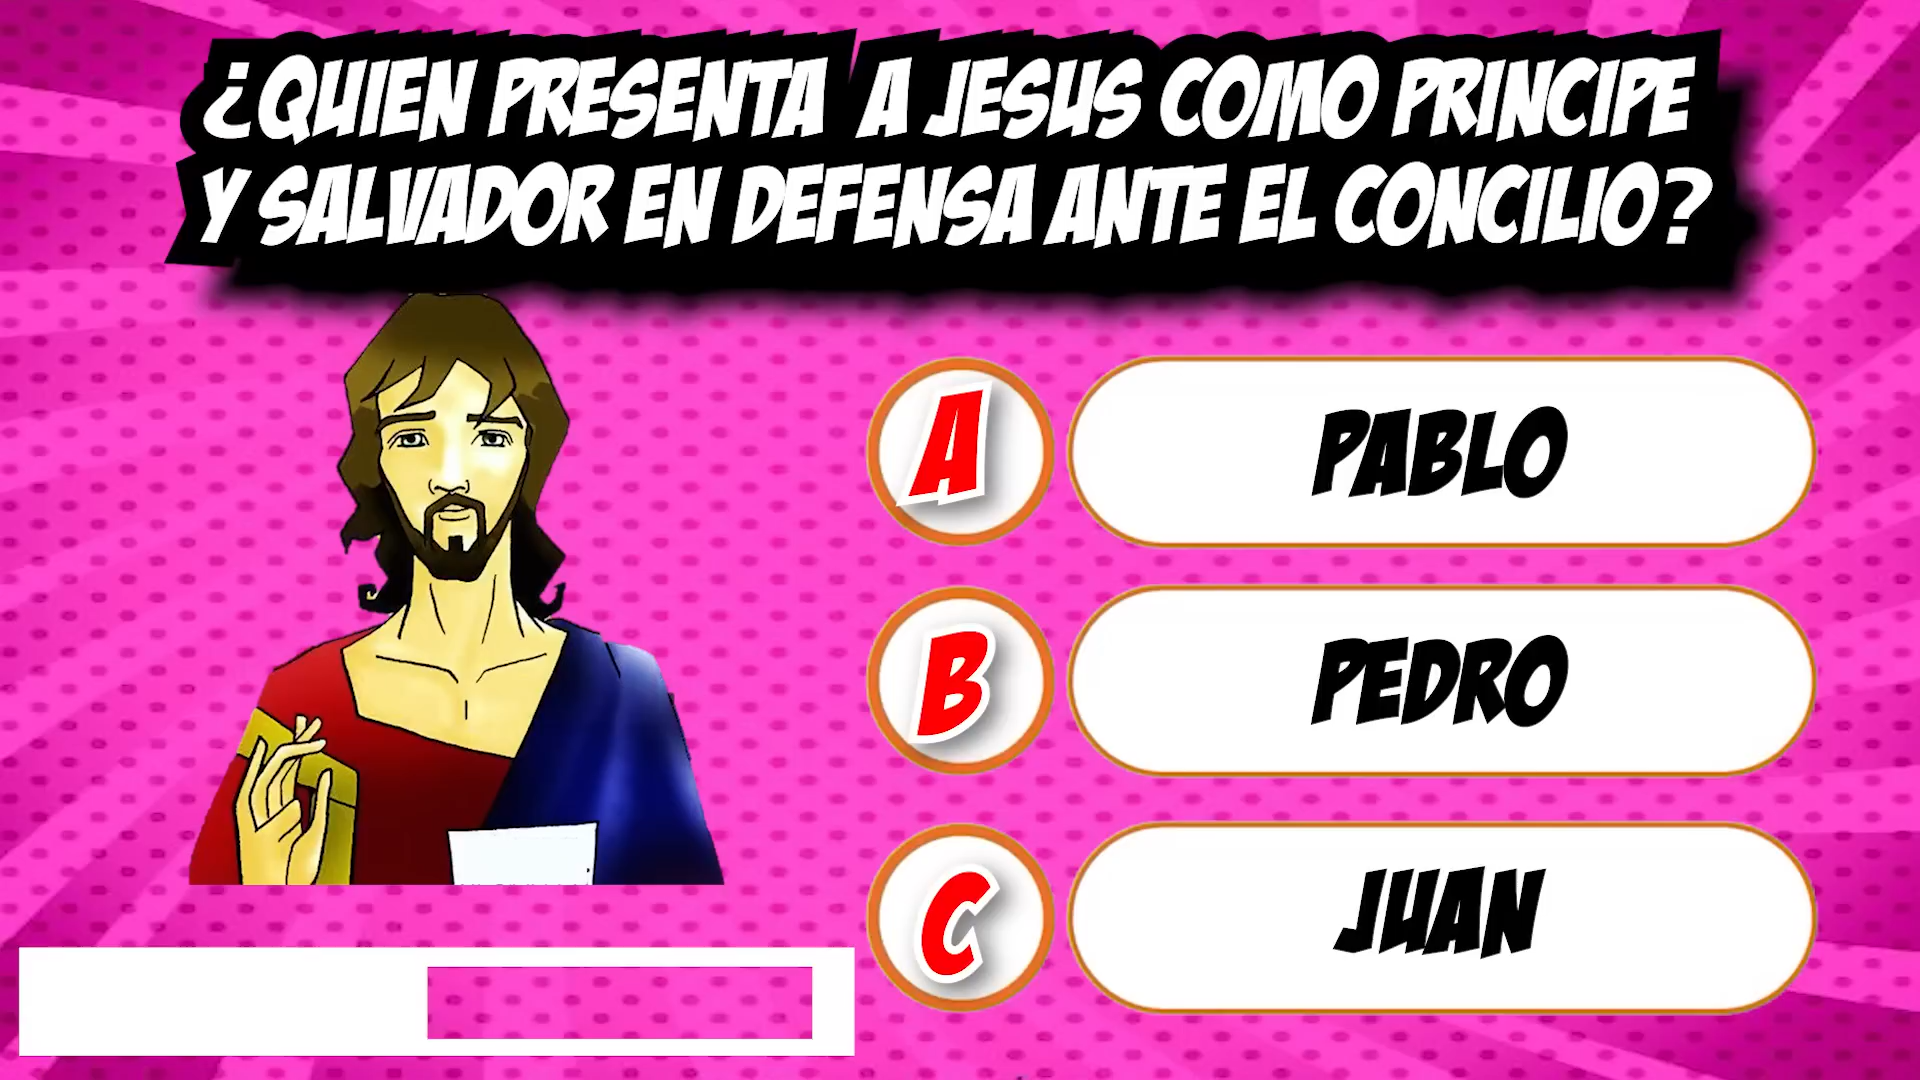 ¿QUIEN PRESENTA A JESUS COMO PRINCIPE
Y SALVADOR EN DEFENSA ANTE EL CONCILIO?
A
PABLO
B
PEDRO
C
JUAN